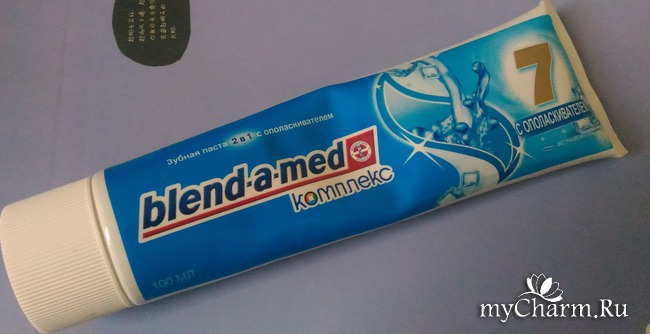 Зубная паста 2 в 1 с ополаскивателем
blend-a-med
комплекс
7
С ОПОЛАСКИВАТЕЛЕМ
100 МЛ
myCharm.Ru